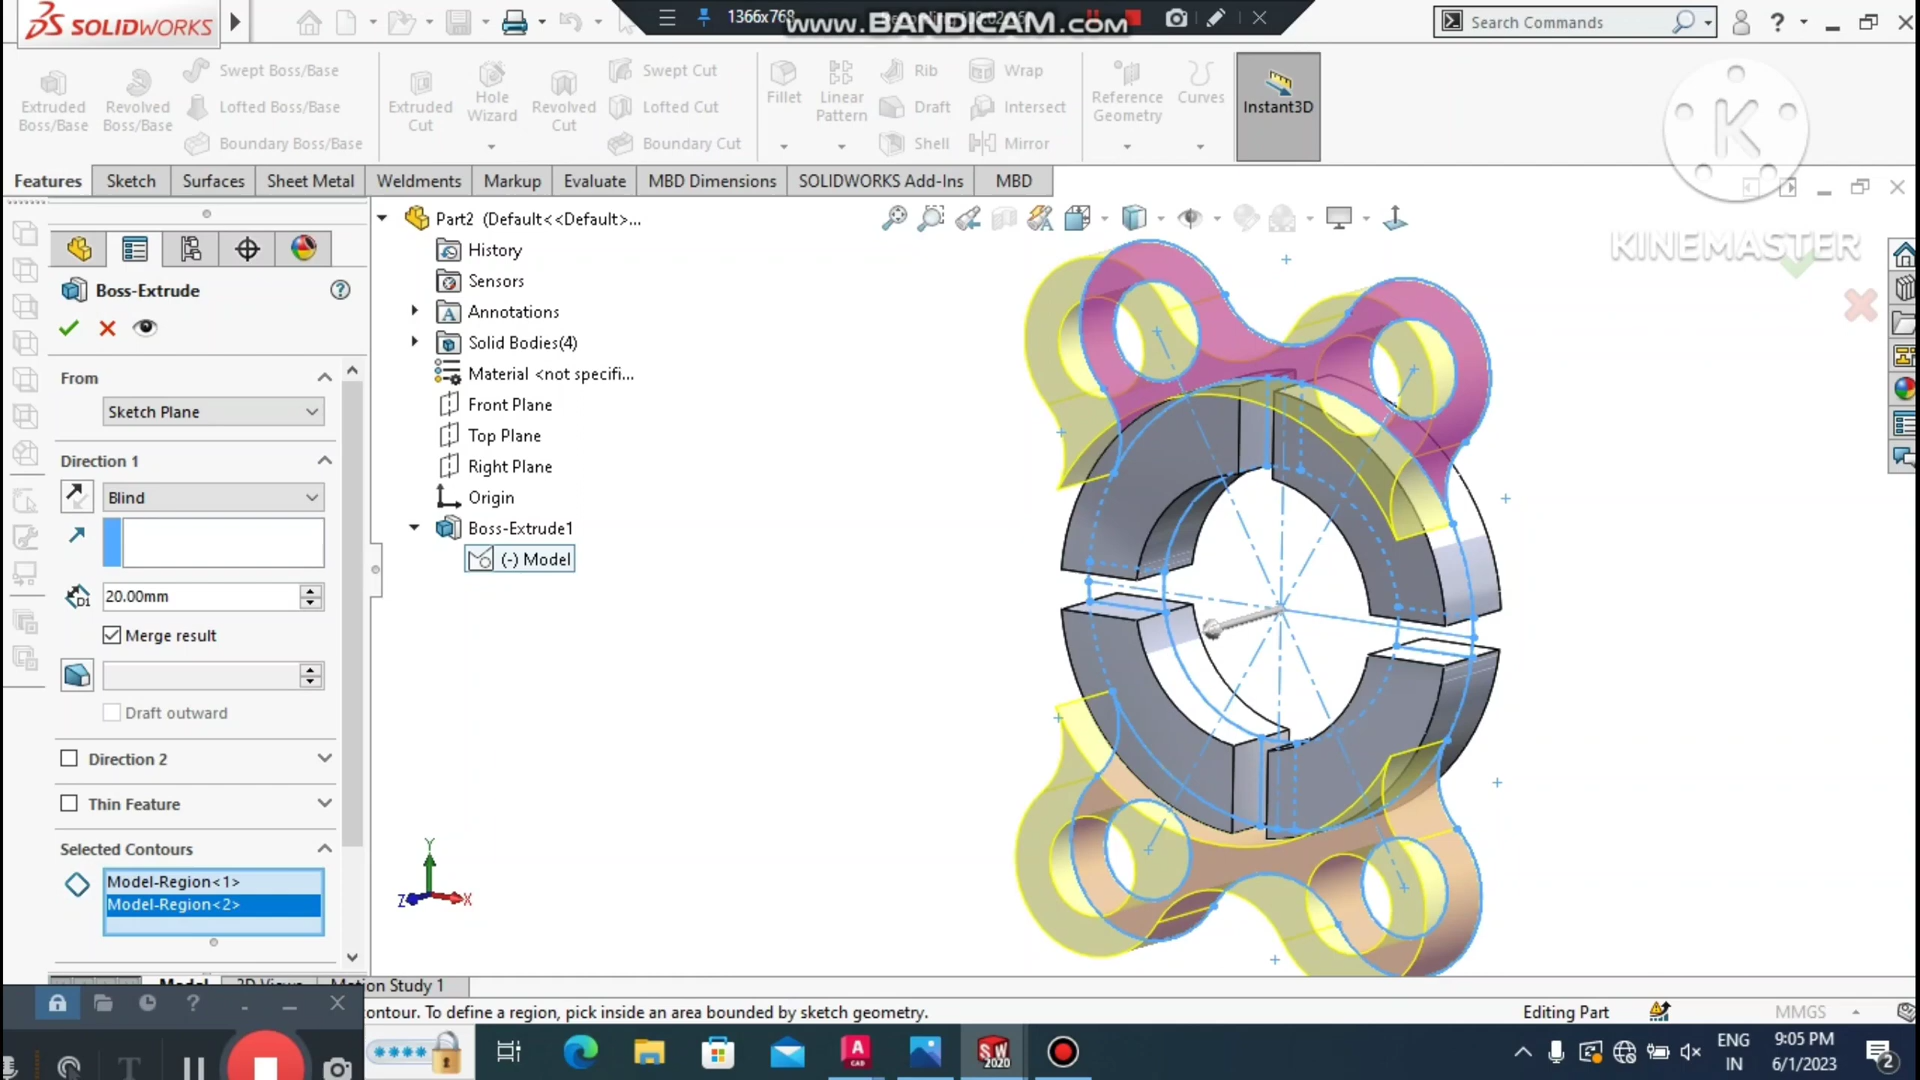 SOLIDWORKS
1366x768
www.BANDICAM.com
Search Commands
Extruded Boss/Base
Revolved Boss/Base
Swept Boss/Base
Lofted Boss/Base
Boundary Boss/Base
Extruded Cut
Hole Wizard
Revolved Cut
Swept Cut
Lofted Cut
Boundary Cut
Fillet
Linear Pattern
Rib
Draft
Shell
Wrap
Intersect
Mirror
Reference Geometry
Curves
Instant3D
K
KINEMASTER
Features
Sketch
Surfaces
Sheet Metal
Weldments
Markup
Evaluate
MBD Dimensions
SOLIDWORKS Add-Ins
MBD
Part2 (Default<<Default>...
History
Sensors
Annotations
Solid Bodies(4)
Material <not specifi...
Front Plane
Top Plane
Right Plane
Origin
Boss-Extrude1
(-) Model
Boss-Extrude
From
Sketch Plane
Direction 1
Blind
20.00mm
Merge result
Draft outward
Direction 2
Thin Feature
Selected Contours
Model-Region<1>
Model-Region<2>
Y
Z
X
Model
3D Views
Motion Study 1
ontour. To define a region, pick inside an area bounded by sketch geometry.
Editing Part
MMGS
SW
2020
ENG
IN
9:05 PM
6/1/2023
2